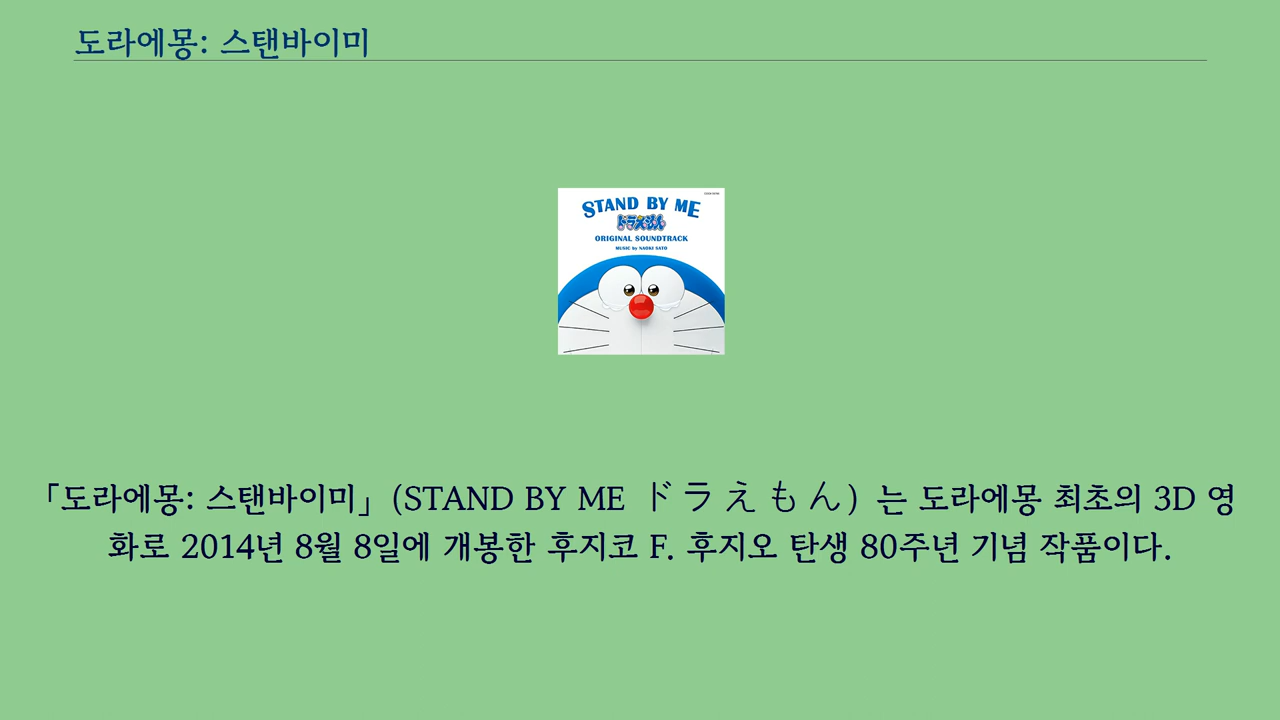 도라에몽: 스탠바이미
STAND BY ME
ドラえもん
ORIGINAL SOUNDTRACK
MUSIC by NAOKI SATO
「도라에몽: 스탠바이미」(STAND BY ME ドラえもん) 는 도라에몽 최초의 3D 영
화로 2014년 8월 8일에 개봉한 후지코 F. 후지오 탄생 80주년 기념 작품이다.